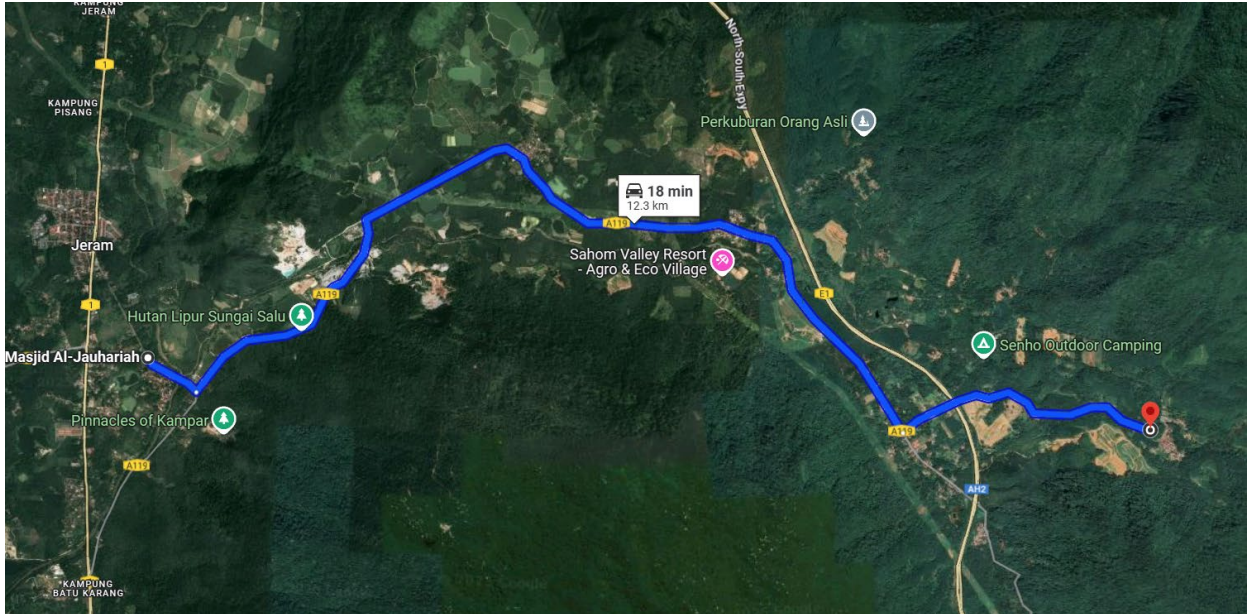 KAMPUNG
JERAM
1
North-South Expy
KAMPUNG
PISANG
Perkuburan Orang Asli
18 min
12.3 km
A119
Jeram
Sahom Valley Resort
- Agro & Eco Village
A119
E1
1
Hutan Lipur Sungai Salu
Senho Outdoor Camping
Masjid Al-Jauhariah
Pinnacles of Kampar
A119
A119
AH2
KAMPUNG
BATU KARANG